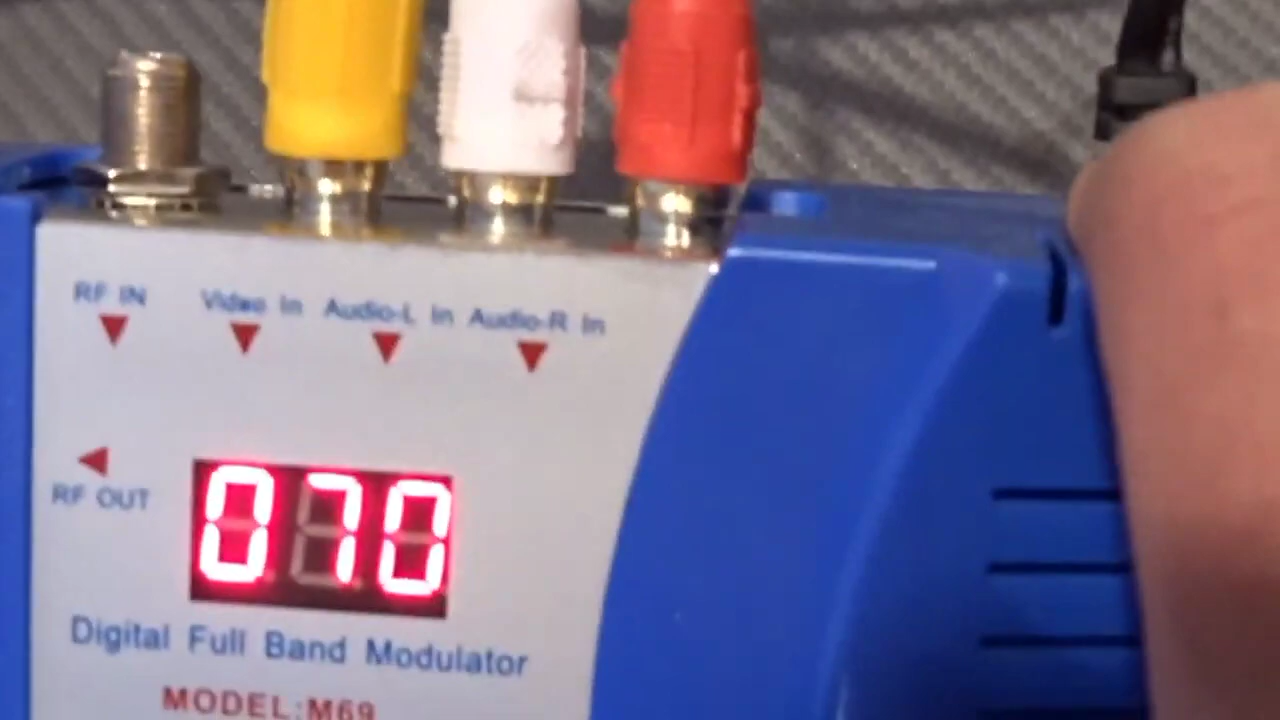 RF IN Video In Audio-L In Audio-R In
RF OUT
070
Digital Full Band Modulator
MODEL:M69